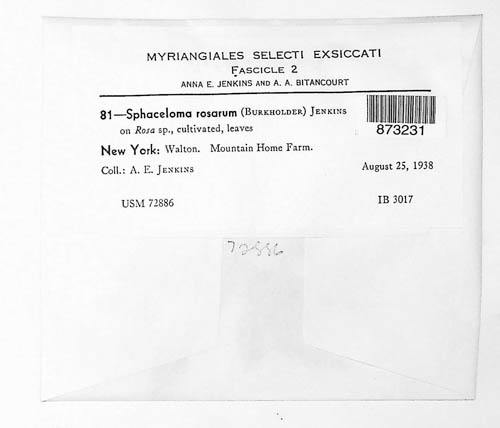 MYRIANGIALES SELECTI EXSICCATI
FASCICLE 2
ANNA E. JENKINS AND A. A. BITANCOURT
81—Sphaceloma rosarum (BURKHOLDER) JENKINS
on Rosa sp., cultivated, leaves
873231
New York: Walton. Mountain Home Farm.
Coll.: A. E. JENKINS August 25, 1938
USM 72886 IB 3017
72886